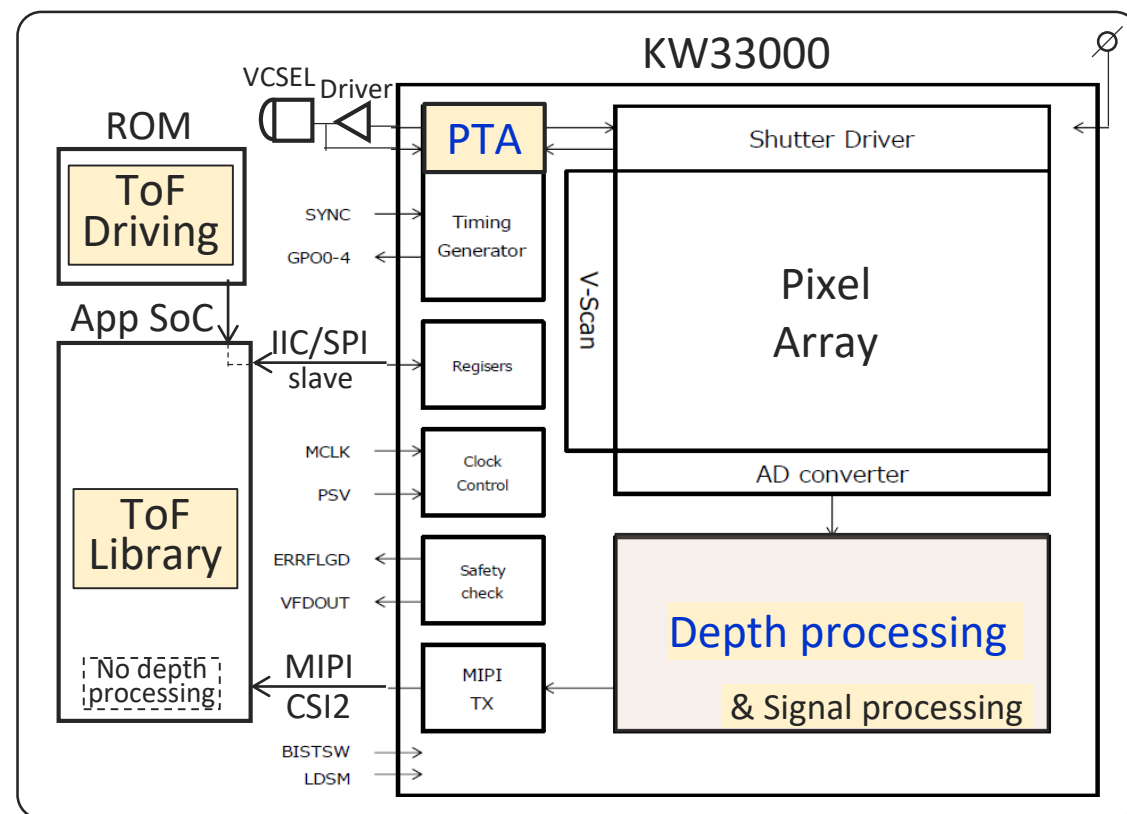 KW33000
VCSEL
Driver
ROM
PTA
Shutter Driver
ToF
Driving
SYNC
GPO0-4
Timing
Generator
V-Scan
Pixel
Array
App SoC
IIC/SPI
slave
Regisers
MCLK
PSV
Clock
Control
AD converter
ToF
Library
ERRFLGD
VFDOUT
Safety
check
Depth processing
& Signal processing
No depth
processing
MIPI
CSI2
MIPI
TX
BISTSW
LDSM